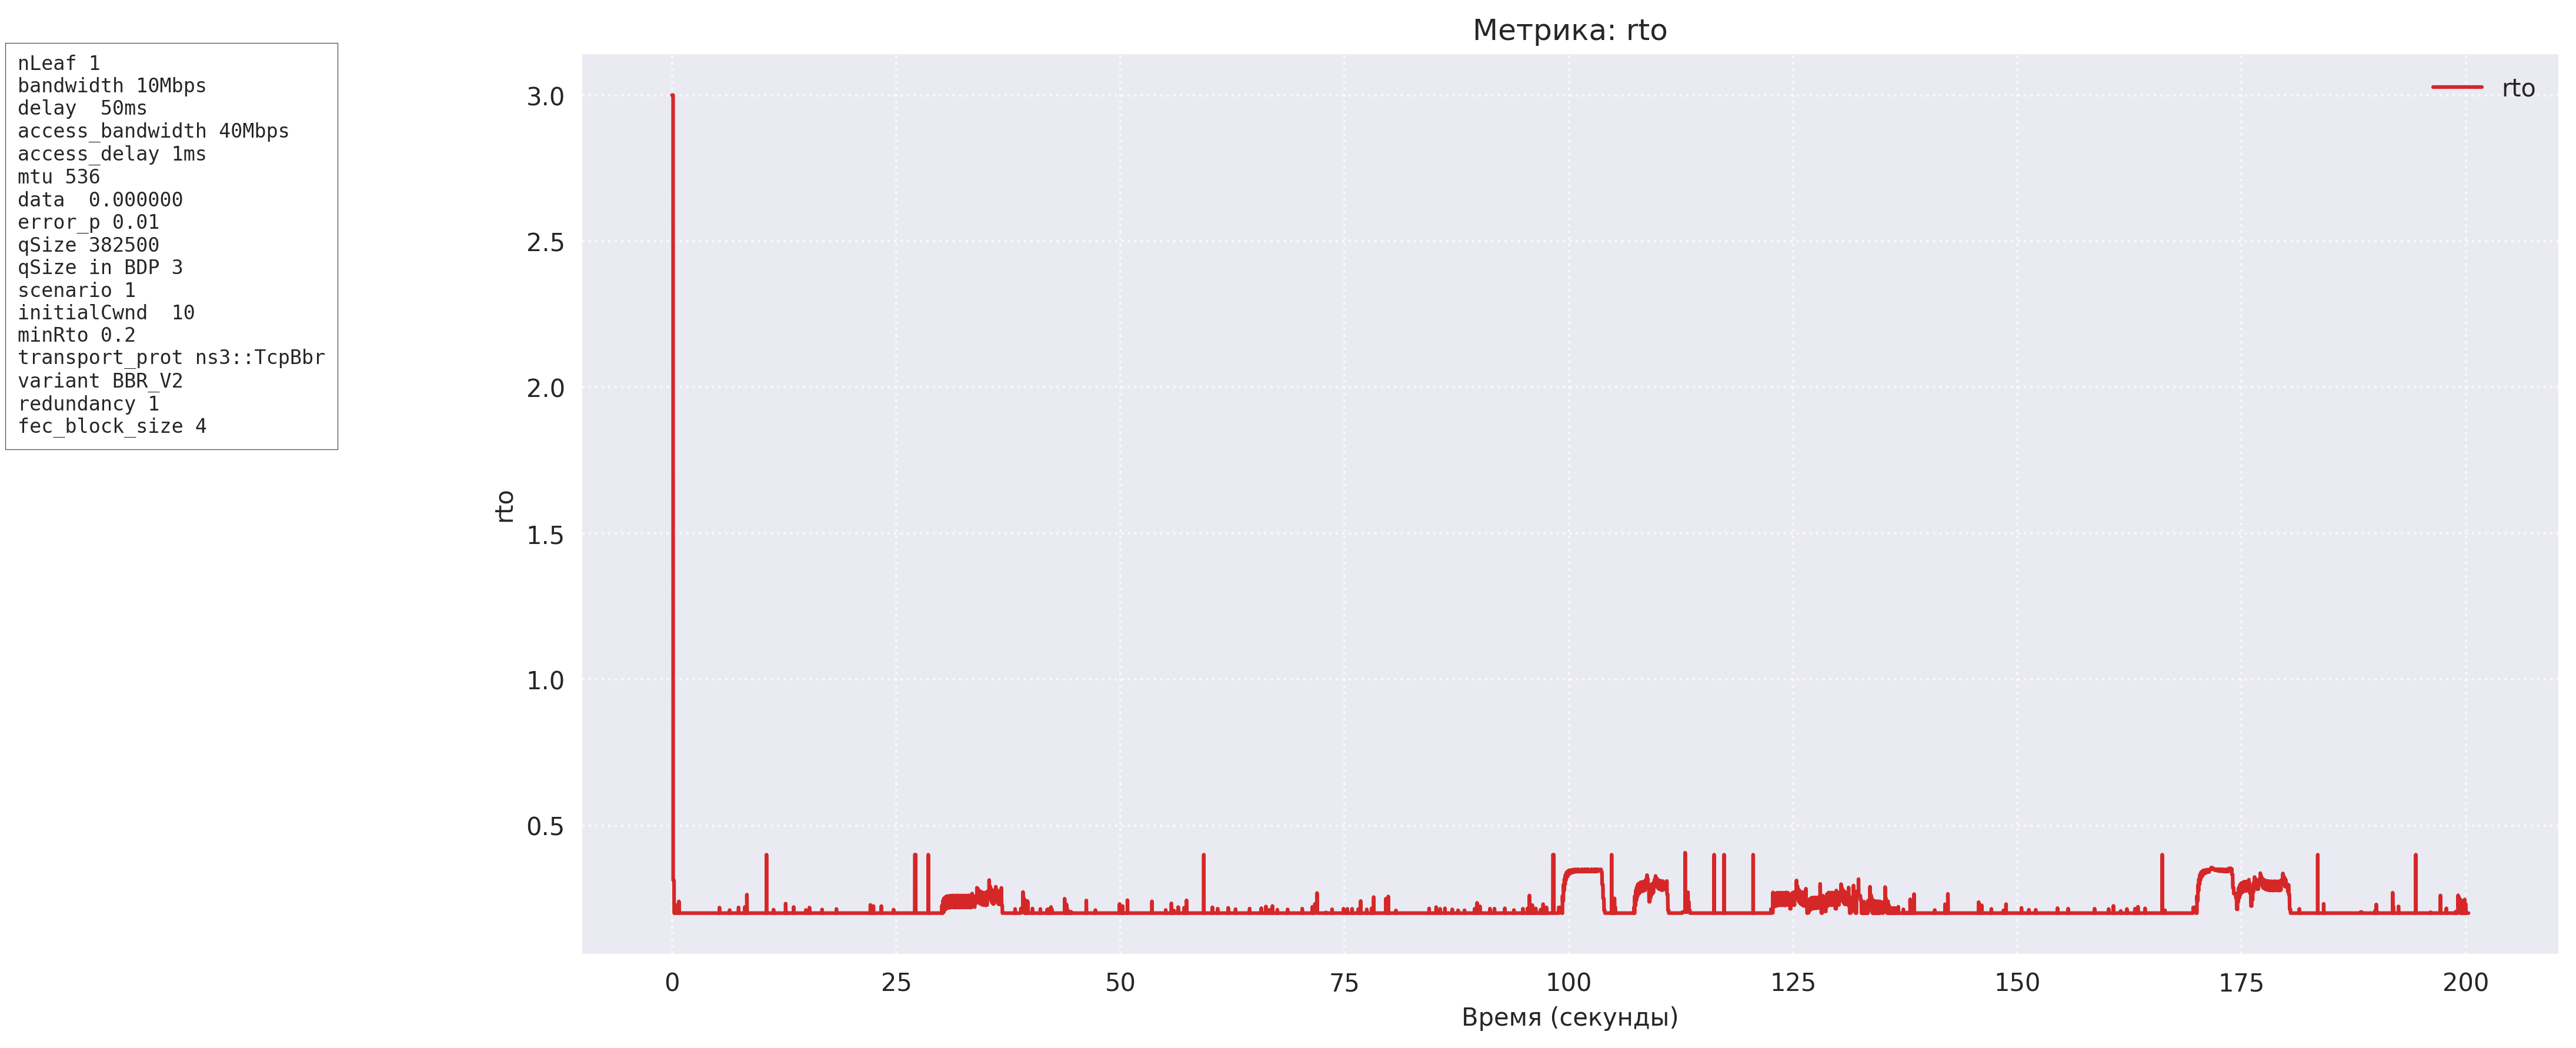 Метрика: rto
nLeaf 1
bandwidth 10Mbps
delay  50ms
access_bandwidth 40Mbps
access_delay 1ms
mtu 536
data  0.000000
error_p 0.01
qSize 382500
qSize in BDP 3
scenario 1
initialCwnd  10
minRto 0.2
transport_prot ns3::TcpBbr
variant BBR_V2
redundancy 1
fec_block_size 4
rto
3.0
2.5
2.0
1.5
1.0
0.5
rto
0 25 50 75 100 125 150 175 200
Время (секунды)